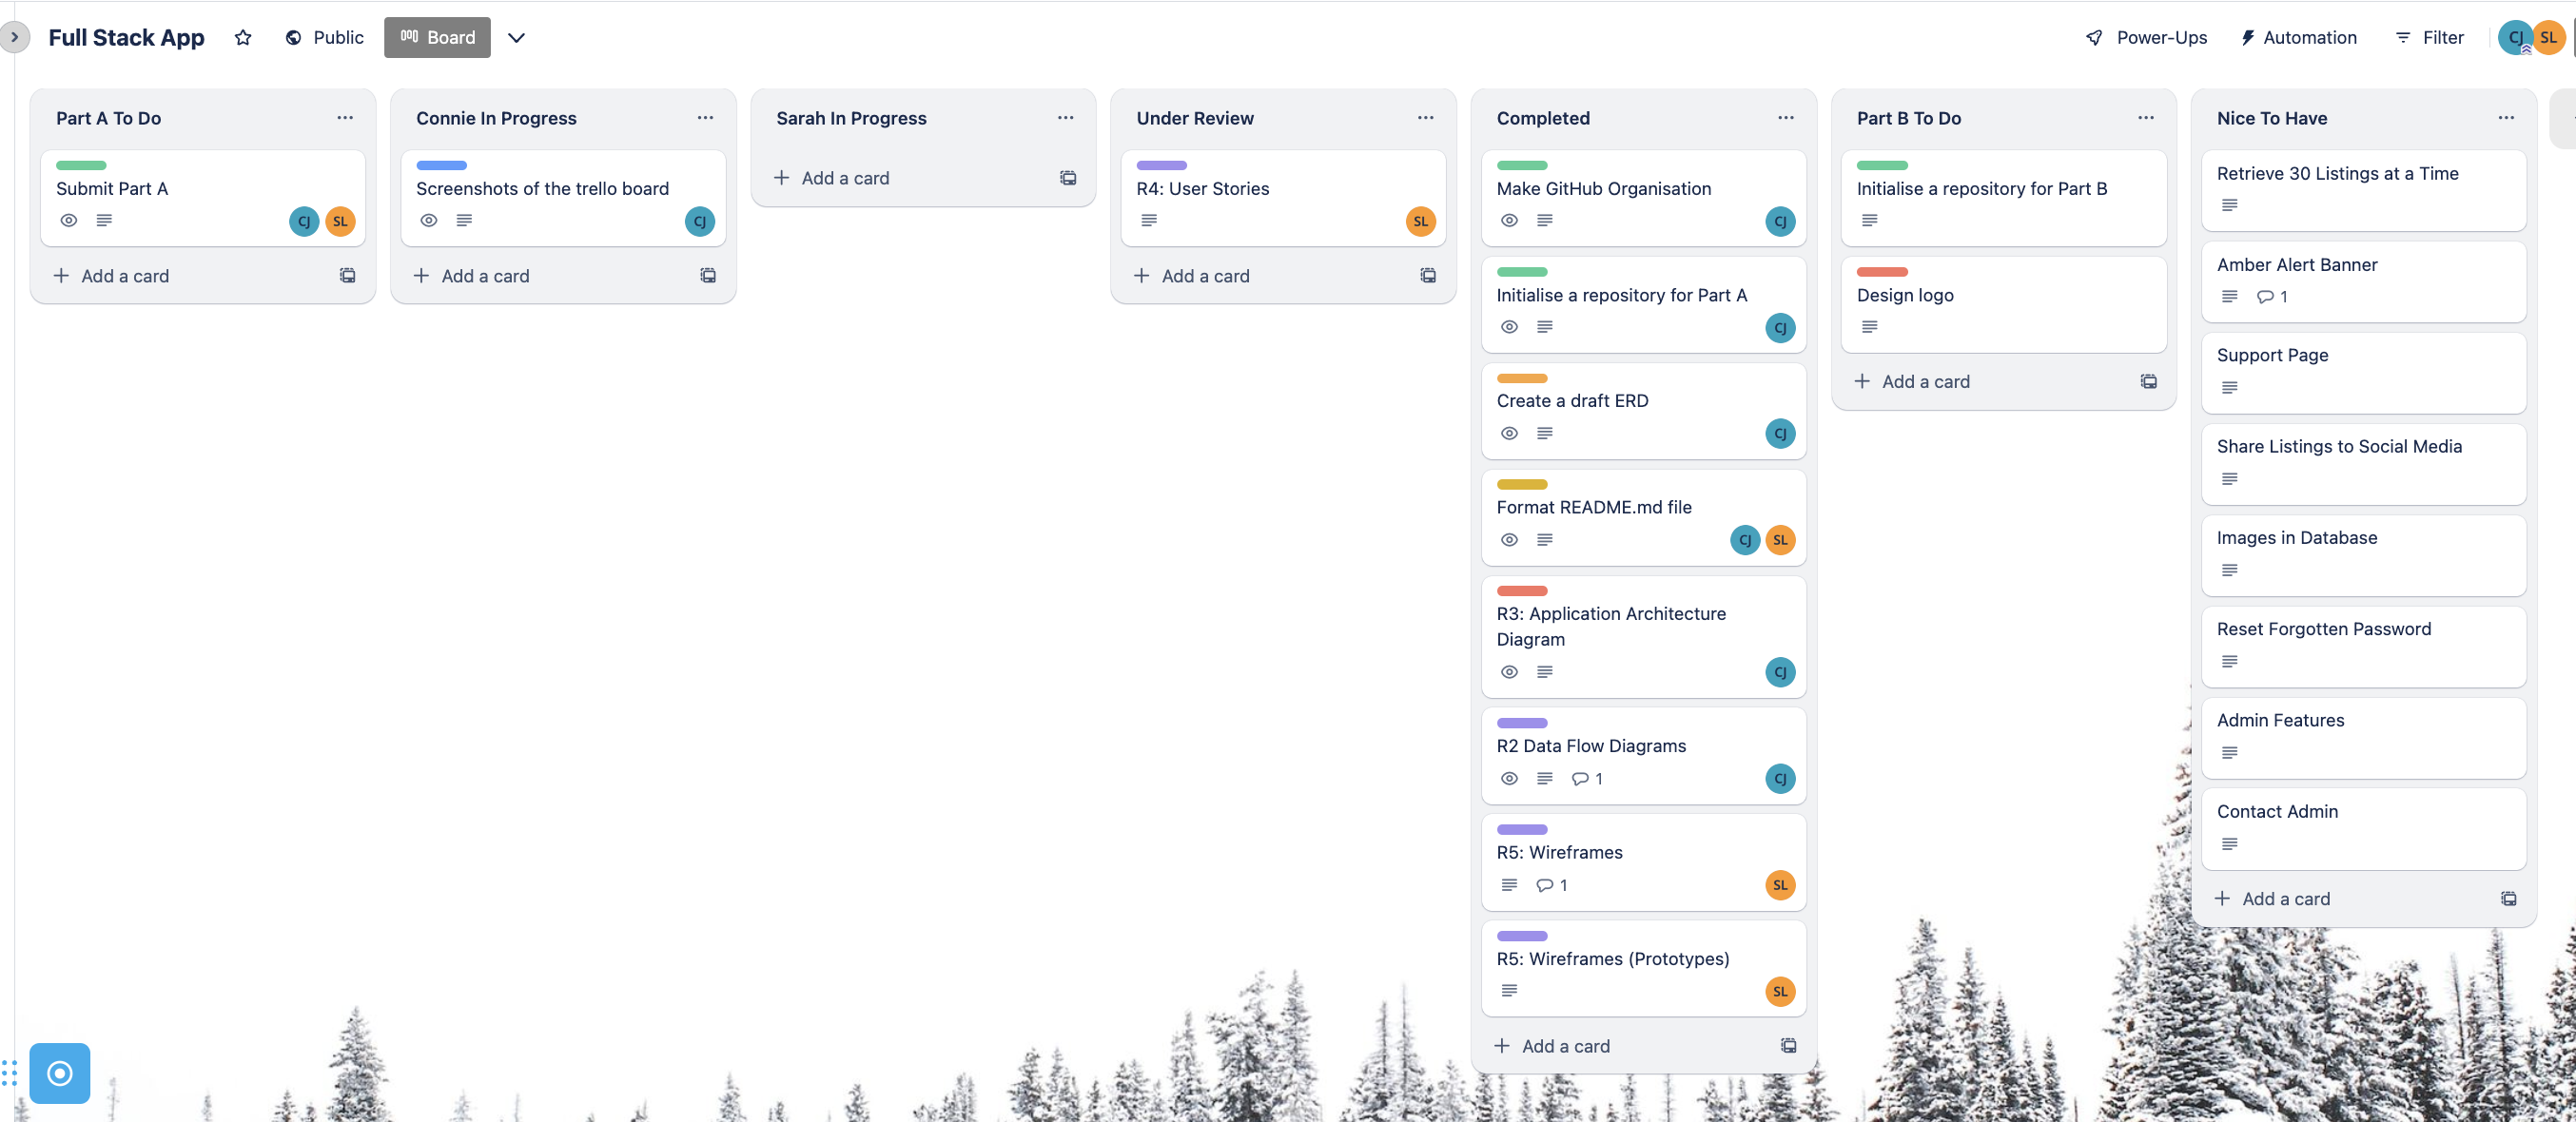 Full Stack App
Public
Board
Power-Ups
Automation
Filter
CJ
SL
Part A To Do
Submit Part A
CJ
SL
Add a card
Connie In Progress
Screenshots of the trello board
CJ
Add a card
Sarah In Progress
Add a card
Under Review
R4: User Stories
SL
Add a card
Completed
Make GitHub Organisation
CJ
Initialise a repository for Part A
CJ
Create a draft ERD
CJ
Format README.md file
CJ
SL
R3: Application Architecture
Diagram
CJ
R2 Data Flow Diagrams
1
CJ
R5: Wireframes
1
SL
R5: Wireframes (Prototypes)
SL
Add a card
Part B To Do
Initialise a repository for Part B
Design logo
Add a card
Nice To Have
Retrieve 30 Listings at a Time
Amber Alert Banner
1
Support Page
Share Listings to Social Media
Images in Database
Reset Forgotten Password
Admin Features
Contact Admin
Add a card